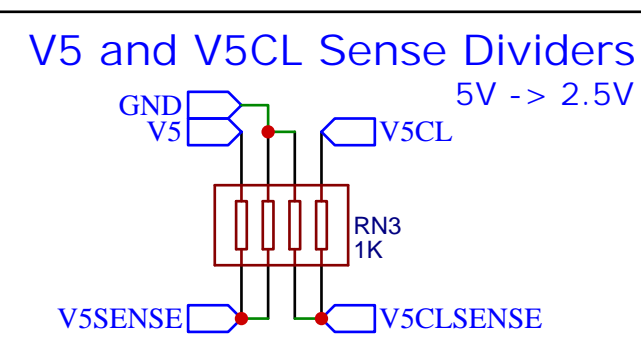 V5 and V5CL Sense Dividers
5V -> 2.5V
GND
V5
V5CL
RN3
1K
V5SENSE
V5CLSENSE